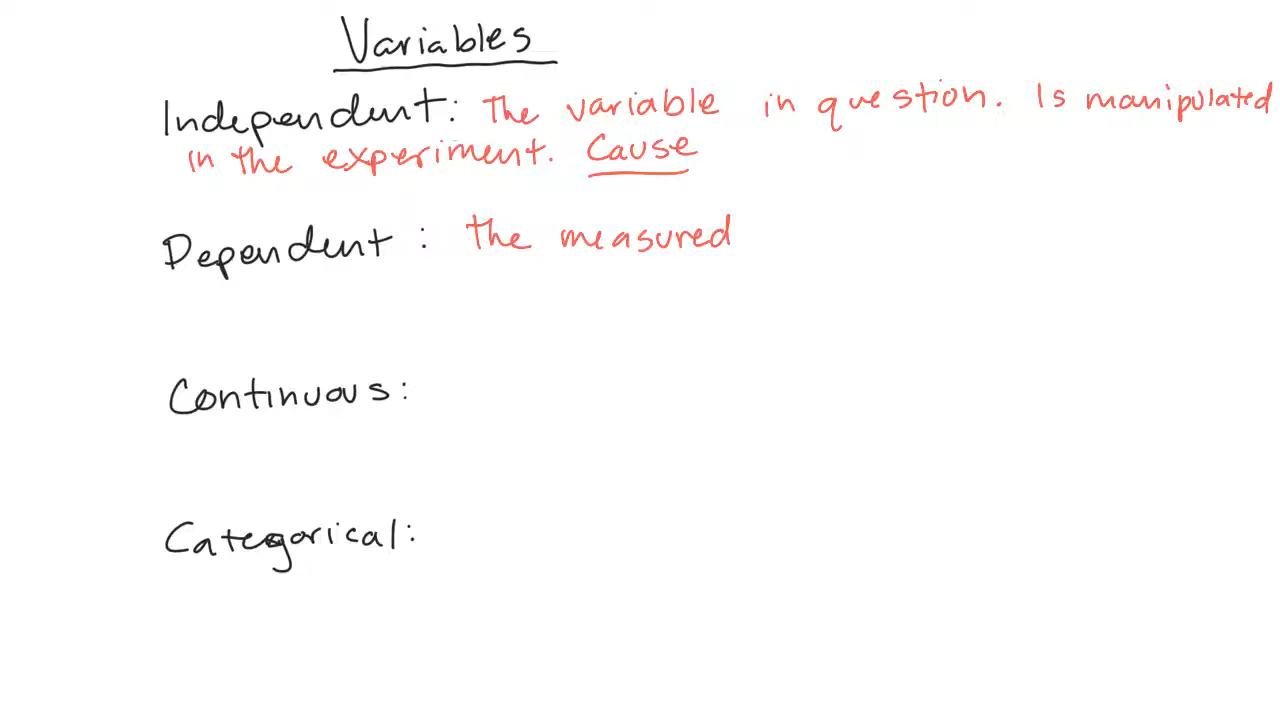 Variables
Independent: The variable in question. Is manipulated
in the experiment. Cause
Dependent: the measured
Continuous:
Categorical: